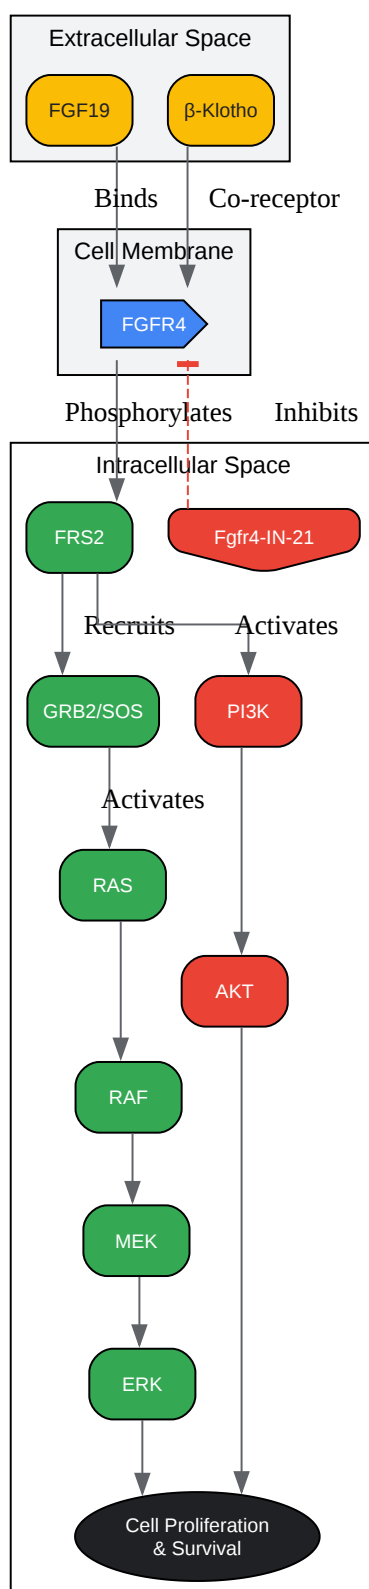 Extracellular Space
FGF19
β-Klotho
Binds
Co-receptor
Cell Membrane
FGFR4
Phosphorylates
Inhibits
Intracellular Space
FRS2
Fgfr4-IN-21
Recruits
Activates
GRB2/SOS
PI3K
Activates
RAS
AKT
RAF
MEK
ERK
Cell Proliferation
& Survival